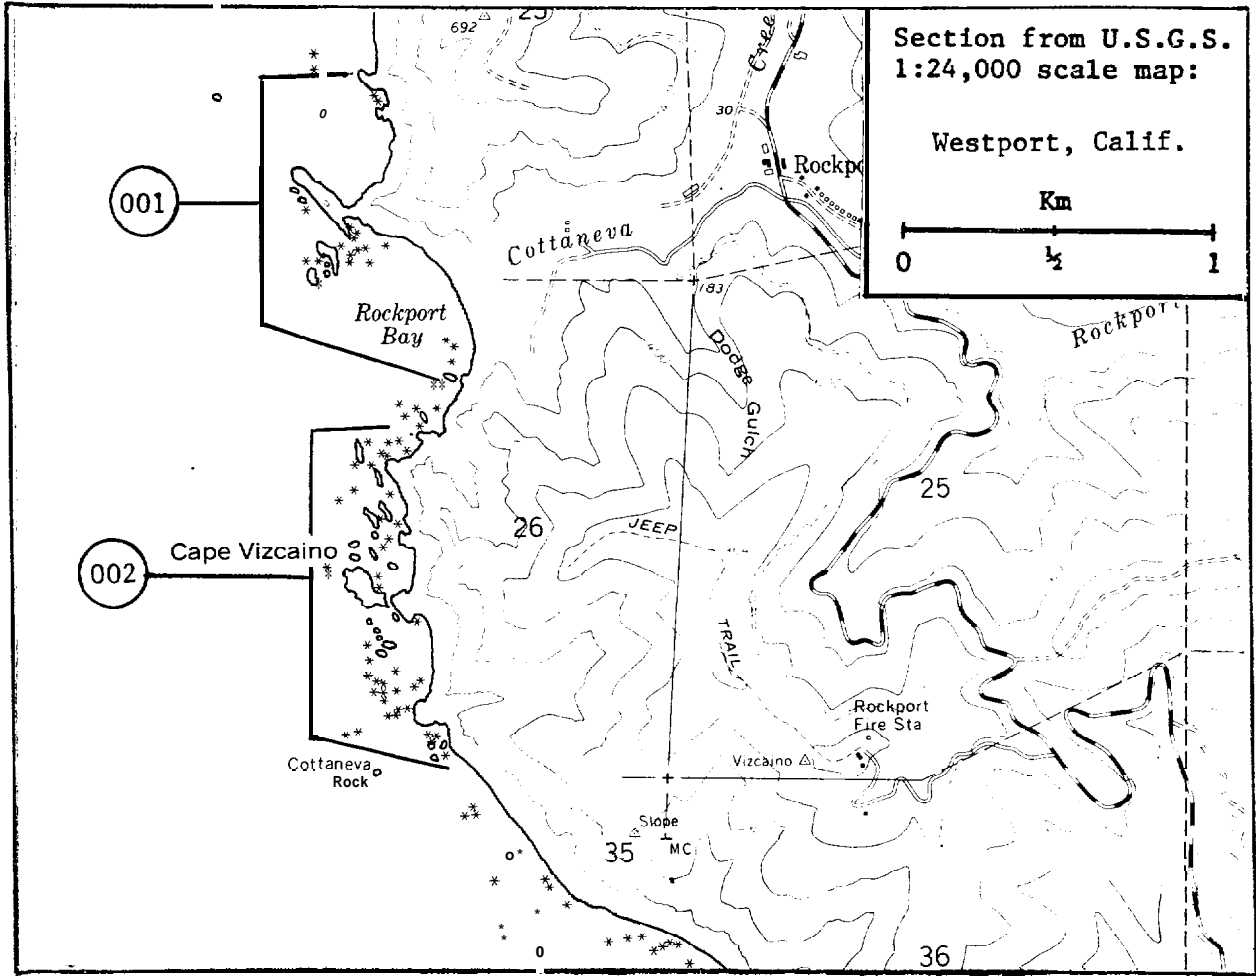 Section from U.S.G.S.
1:24,000 scale map:
Westport, Calif.
Km
0 ½ 1
692
25
30
Rockpo
Cottaneva
183
001
Rockport
Bay
Rockport
Dodge
Gulch
25
26
JEEP
Cape Vizcaino
002
TRAIL
Rockport
Fire Sta
Vizcaino
Cottaneva
Rock
Slope
35
MC
36